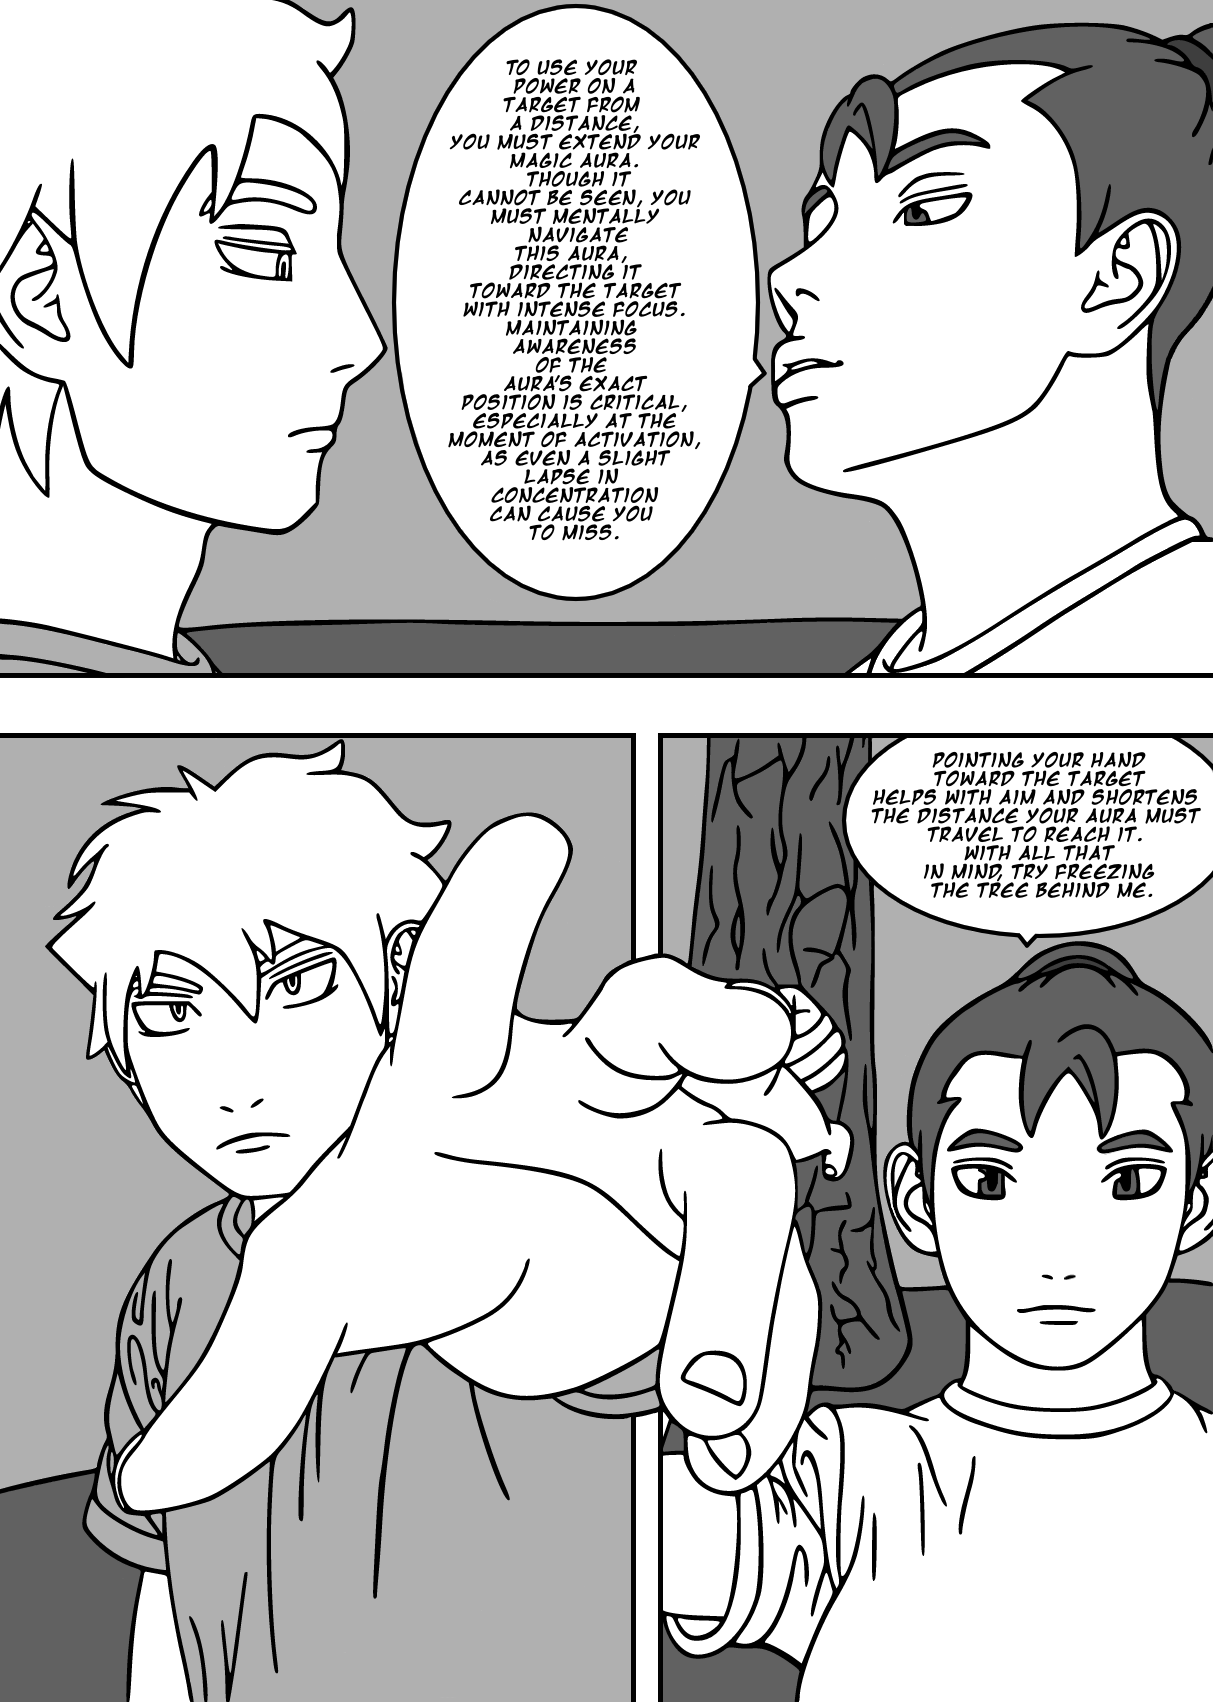 TO USE YOUR
POWER ON A
TARGET FROM
A DISTANCE,
YOU MUST EXTEND YOUR
MAGIC AURA.
THOUGH IT
CANNOT BE SEEN, YOU
MUST MENTALLY
NAVIGATE
THIS AURA,
DIRECTING IT
TOWARD THE TARGET
WITH INTENSE FOCUS.
MAINTAINING
AWARENESS
OF THE
AURA'S EXACT
POSITION IS CRITICAL,
ESPECIALLY AT THE
MOMENT OF ACTIVATION,
AS EVEN A SLIGHT
LAPSE IN
CONCENTRATION
CAN CAUSE YOU
TO MISS.
POINTING YOUR HAND
TOWARD THE TARGET
HELPS WITH AIM AND SHORTENS
THE DISTANCE YOUR AURA MUST
TRAVEL TO REACH IT.
WITH ALL THAT
IN MIND, TRY FREEZING
THE TREE BEHIND ME.